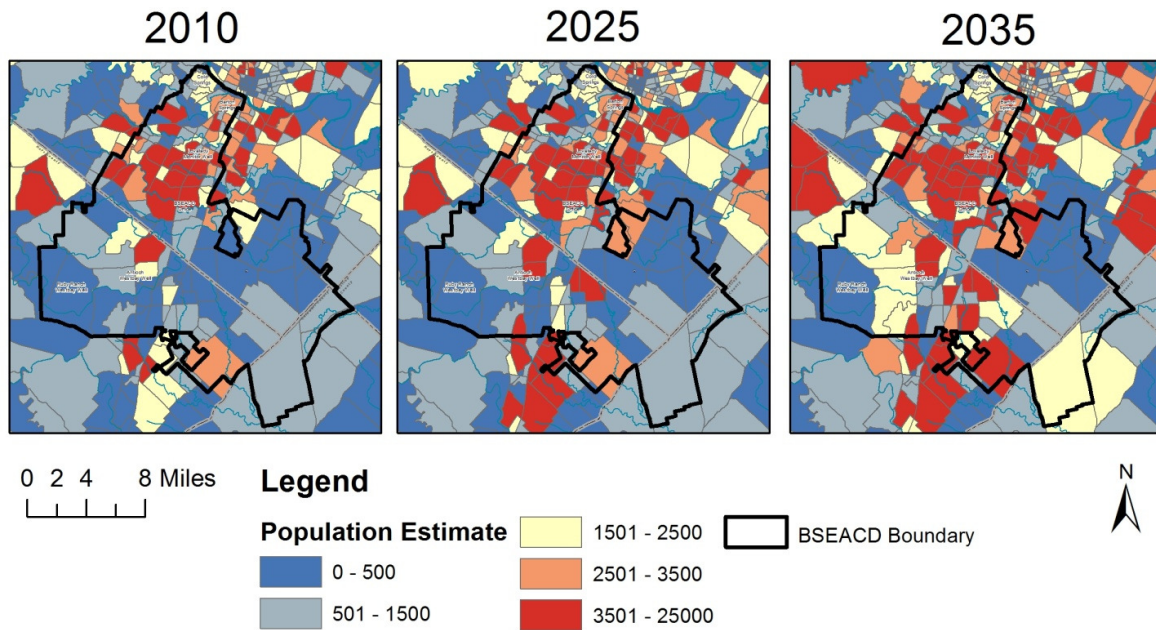 2010
2025
2035
0 2 4 8 Miles
Legend
Population Estimate
0 - 500
501 - 1500
1501 - 2500
2501 - 3500
3501 - 25000
BSEACD Boundary
N